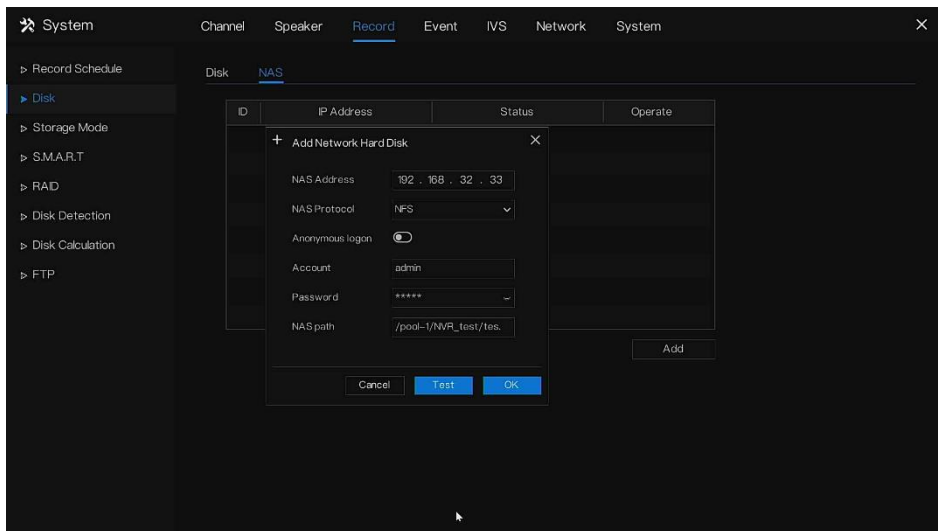 System
Channel Speaker Record Event IVS Network System
Record Schedule
Disk
Storage Mode
S.M.A.R.T
RAID
Disk Detection
Disk Calculation
FTP
Disk NAS
ID IP Address Status Operate
Add Network Hard Disk
NAS Address 192 . 168 . 32 . 33
NAS Protocol NFS
Anonymous logon
Account admin
Password *****
NAS path /pool-1/NVR_test/tes.
Add
Cancel Test OK